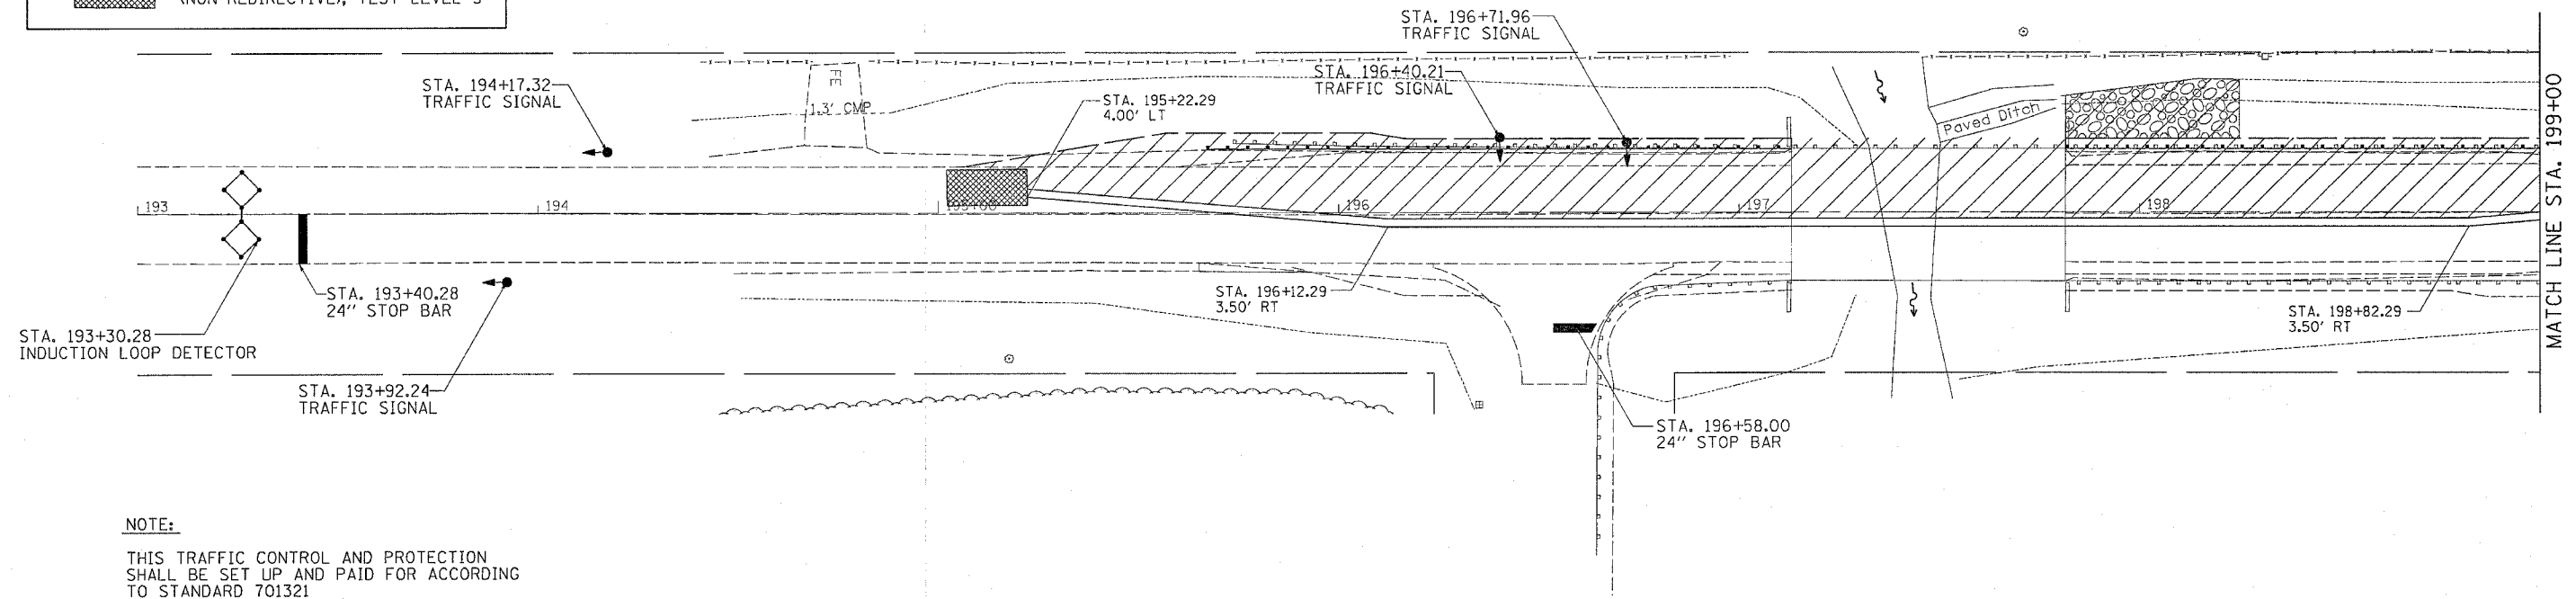 (NON-REDIRECTIVE), TEST LEVEL 3
STA. 196+71.96
TRAFFIC SIGNAL
STA. 196+40.21
TRAFFIC SIGNAL
STA. 194+17.32
TRAFFIC SIGNAL
FE
1.3' CMP
STA. 195+22.29
4.00' LT
Paved Ditch
MATCH LINE STA. 199+00
193
194
195+00
196
197
198
STA. 193+40.28
24" STOP BAR
STA. 196+12.29
3.50' RT
STA. 198+82.29
3.50' RT
STA. 193+30.28
INDUCTION LOOP DETECTOR
STA. 193+92.24
TRAFFIC SIGNAL
STA. 196+58.00
24" STOP BAR
NOTE:
THIS TRAFFIC CONTROL AND PROTECTION
SHALL BE SET UP AND PAID FOR ACCORDING
TO STANDARD 701321